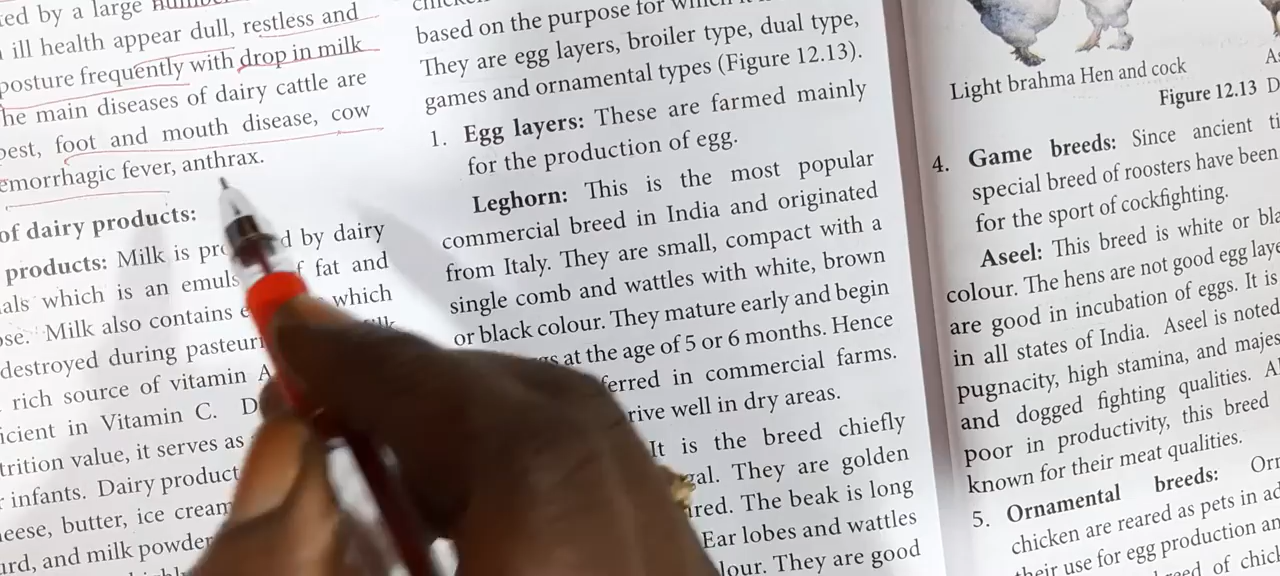 ed by a large
ill health appear dull, restless and
posture frequently with drop in milk
he main diseases of dairy cattle are
pest, foot and mouth disease, cow
emorrhagic fever, anthrax.
of dairy products:
products: Milk is by dairy
which is an fat and
Milk also contains which
destroyed during
rich source of vitamin A
in Vitamin C.
value, it serves as
infants. Dairy product
butter, ice cream
and milk powder
based on the purpose for which
They are egg layers, broiler type, dual type,
games and ornamental types (Figure 12.13).
1. Egg layers: These are farmed mainly
for the production of egg.
Leghorn: This is the most popular
commercial breed in India and originated
from Italy. They are small, compact with a
single comb and wattles with white, brown
or black colour. They mature early and begin
at the age of 5 or 6 months. Hence
ferred in commercial farms.
rive well in dry areas.
It is the breed chiefly
gal. They are golden
red. The beak is long
Ear lobes and wattles
lour. They are good
Light brahma Hen and cock
Figure 12.13
4. Game breeds: Since ancient ti
special breed of roosters have been
for the sport of cockfighting.
Aseel: This breed is white or bla
colour. The hens are not good egg laye
are good in incubation of eggs. It is
in all states of India. Aseel is noted
pugnacity, high stamina, and majes
and dogged fighting qualities. Al
poor in productivity, this breed
known for their meat qualities.
5. Ornamental breeds: Orn
chicken are reared as pets in ad
their use for egg production an
of chic